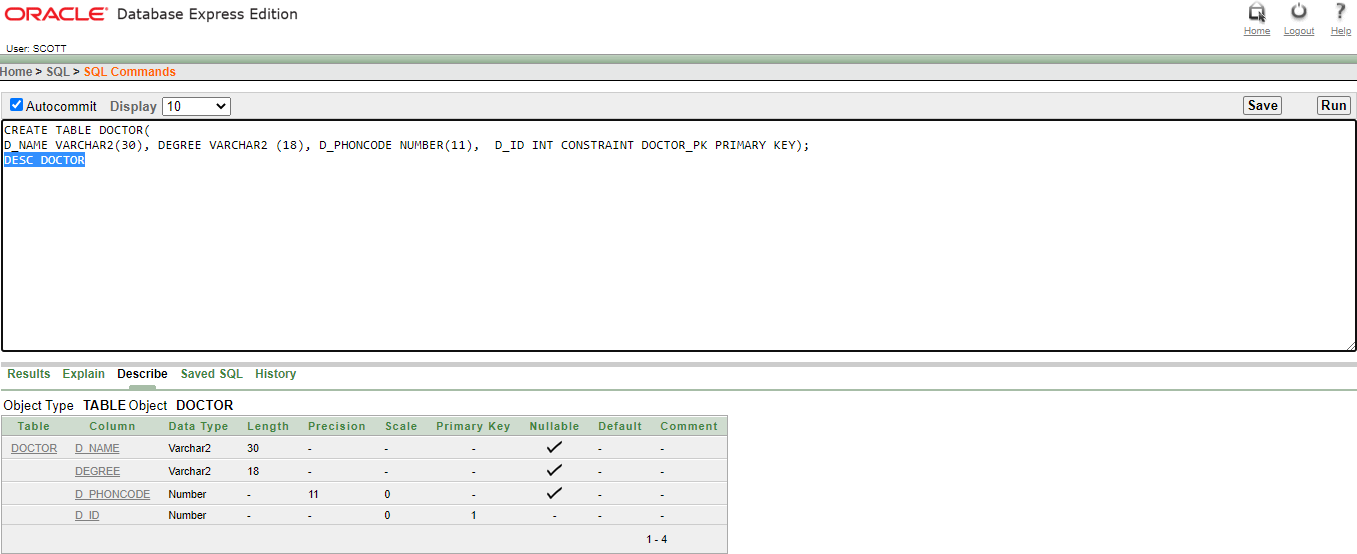 ORACLE® Database Express Edition
Home Logout Help
User: SCOTT
Home > SQL > SQL Commands
Autocommit Display 10 Save Run
CREATE TABLE DOCTOR(
D_NAME VARCHAR2(30), DEGREE VARCHAR2 (18), D_PHONCODE NUMBER(11),  D_ID INT CONSTRAINT DOCTOR_PK PRIMARY KEY);
DESC DOCTOR
Results Explain Describe Saved SQL History
Object Type TABLE Object DOCTOR
Table Column Data Type Length Precision Scale Primary Key Nullable Default Comment
DOCTOR D_NAME Varchar2 30 - - - ✓ - -
DEGREE Varchar2 18 - - - ✓ - -
D_PHONCODE Number - 11 0 - ✓ - -
D_ID Number - - 0 1 - - -
1 - 4